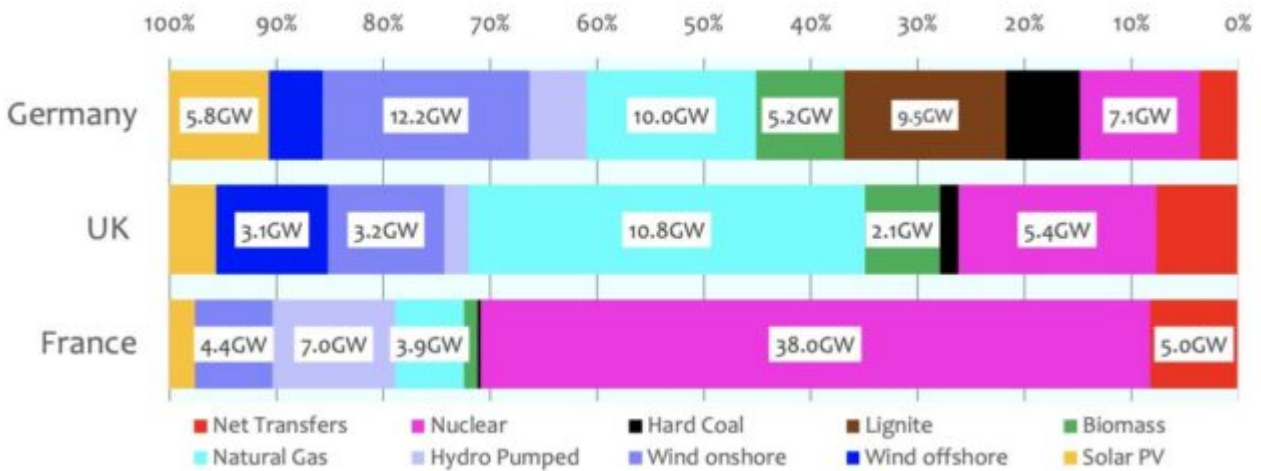 100% 90% 80% 70% 60% 50% 40% 30% 20% 10% 0%
Germany 5.8GW 12.2GW 10.0GW 5.2GW 9.5GW 7.1GW
UK 3.1GW 3.2GW 10.8GW 2.1GW 5.4GW
France 4.4GW 7.0GW 3.9GW 38.0GW 5.0GW
Net Transfers Nuclear Hard Coal Lignite Biomass
Natural Gas Hydro Pumped Wind onshore Wind offshore Solar PV